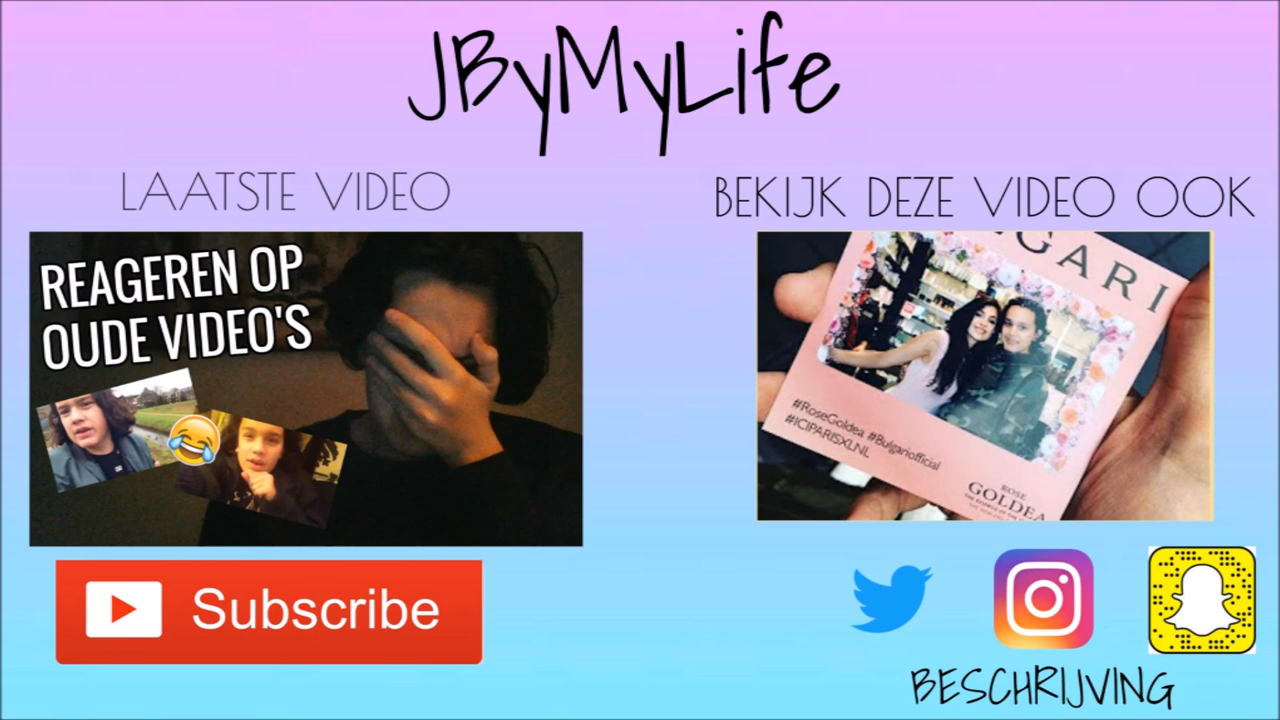 JByMyLife
LAATSTE VIDEO
BEKIJK DEZE VIDEO OOK
REAGEREN OP
OUDE VIDEO'S
GARI
#RoseGoldea #Bulgariofficial
#ICIPARISXLNL
ROSE
GOLDEA
Subscribe
BESCHRIJVING